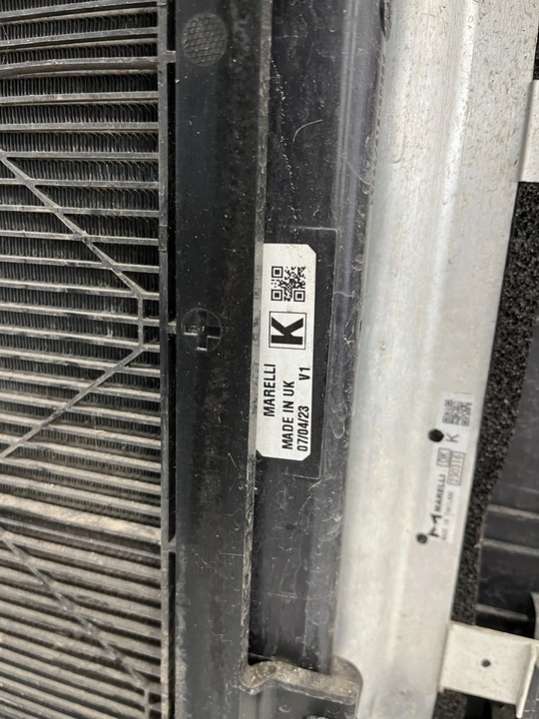 K
MARELLI
MADE IN UK
07/04/23 V1
MARELLI
K